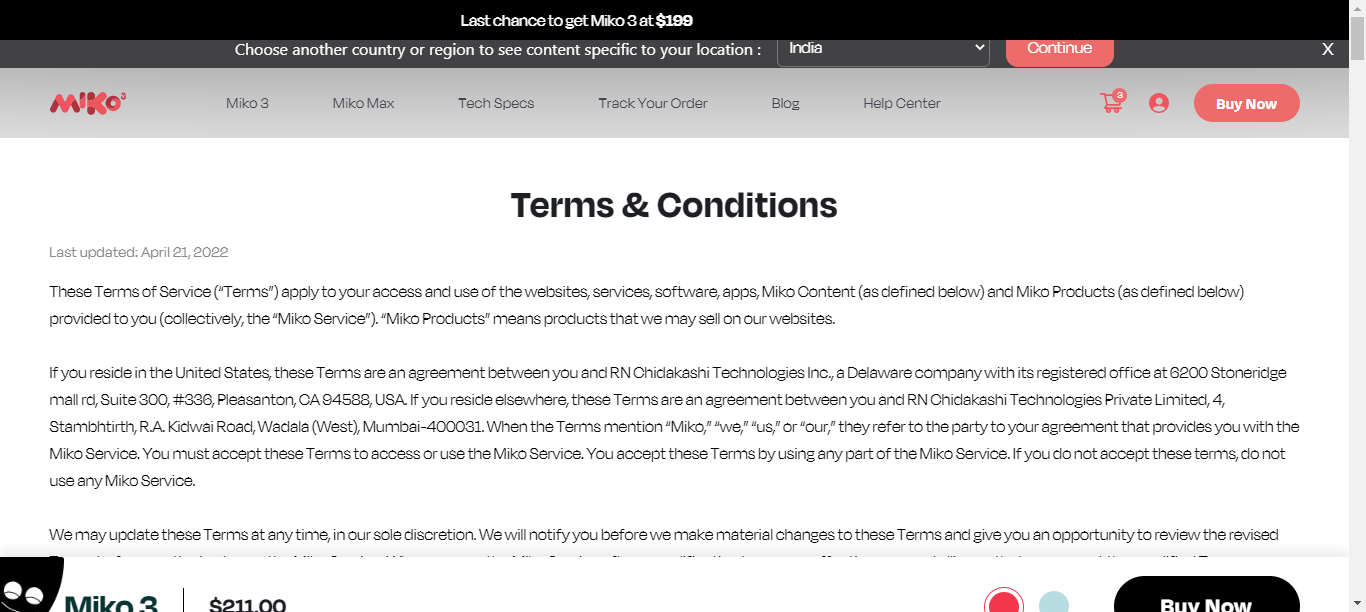 Last chance to get Miko 3 at $199
Choose another country or region to see content specific to your location :
India
Continue
X
MIKO3
Miko 3
Miko Max
Tech Specs
Track Your Order
Blog
Help Center
3
Buy Now
Terms & Conditions
Last updated: April 21, 2022
These Terms of Service (“Terms”) apply to your access and use of the websites, services, software, apps, Miko Content (as defined below) and Miko Products (as defined below)
provided to you (collectively, the “Miko Service”). “Miko Products” means products that we may sell on our websites.
If you reside in the United States, these Terms are an agreement between you and RN Chidakashi Technologies Inc., a Delaware company with its registered office at 6200 Stoneridge
mall rd, Suite 300, #336, Pleasanton, CA 94588, USA. If you reside elsewhere, these Terms are an agreement between you and RN Chidakashi Technologies Private Limited, 4,
Stambhtirth, R.A. Kidwai Road, Wadala (West), Mumbai-400031. When the Terms mention “Miko,” “we,” “us,” or “our,” they refer to the party to your agreement that provides you with the
Miko Service. You must accept these Terms to access or use the Miko Service. You accept these Terms by using any part of the Miko Service. If you do not accept these terms, do not
use any Miko Service.
We may update these Terms at any time, in our sole discretion. We will notify you before we make material changes to these Terms and give you an opportunity to review the revised
Miko 3
$211.00
Buy Now